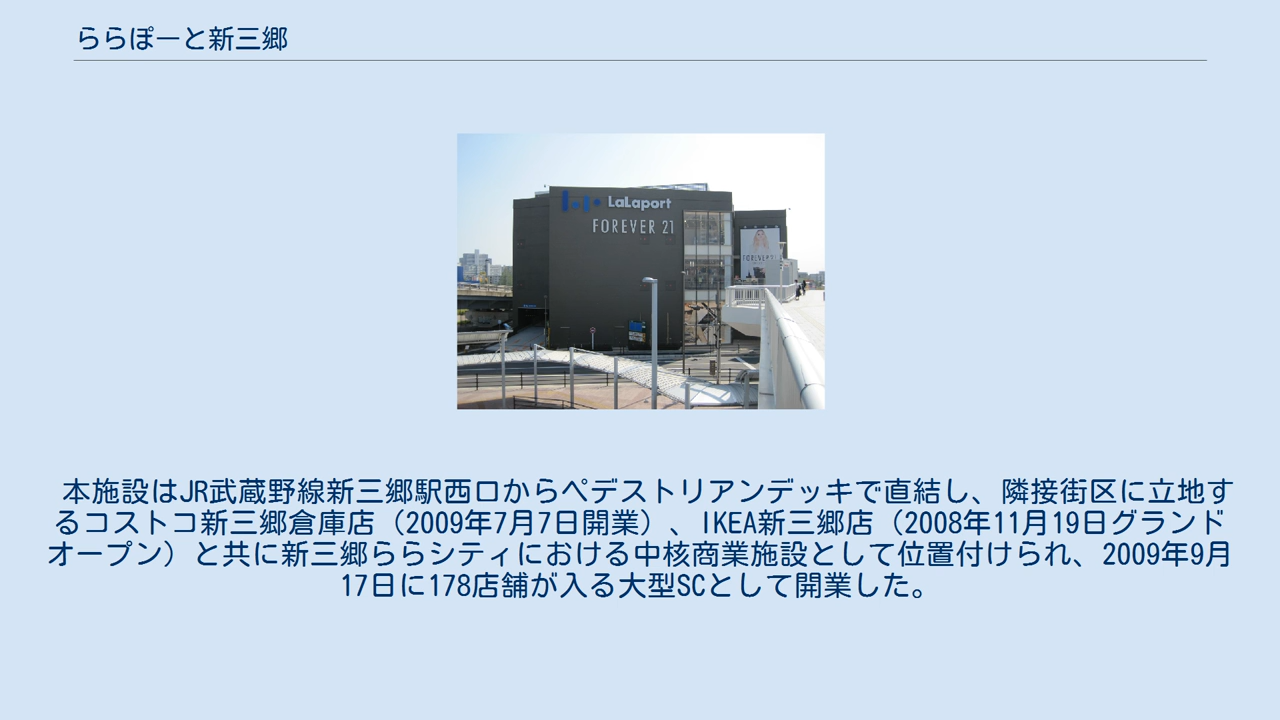 ららぽーと新三郷
LaLaport
FOREVER 21
FOREVER 21
本施設はJR武蔵野線新三郷駅西口からペデストリアンデッキで直結し、隣接街区に立地す
るコストコ新三郷倉庫店（2009年7月7日開業）、IKEA新三郷店（2008年11月19日グランド
オープン）と共に新三郷ららシティにおける中核商業施設として位置付けられ、2009年9月
17日に178店舗が入る大型SCとして開業した。